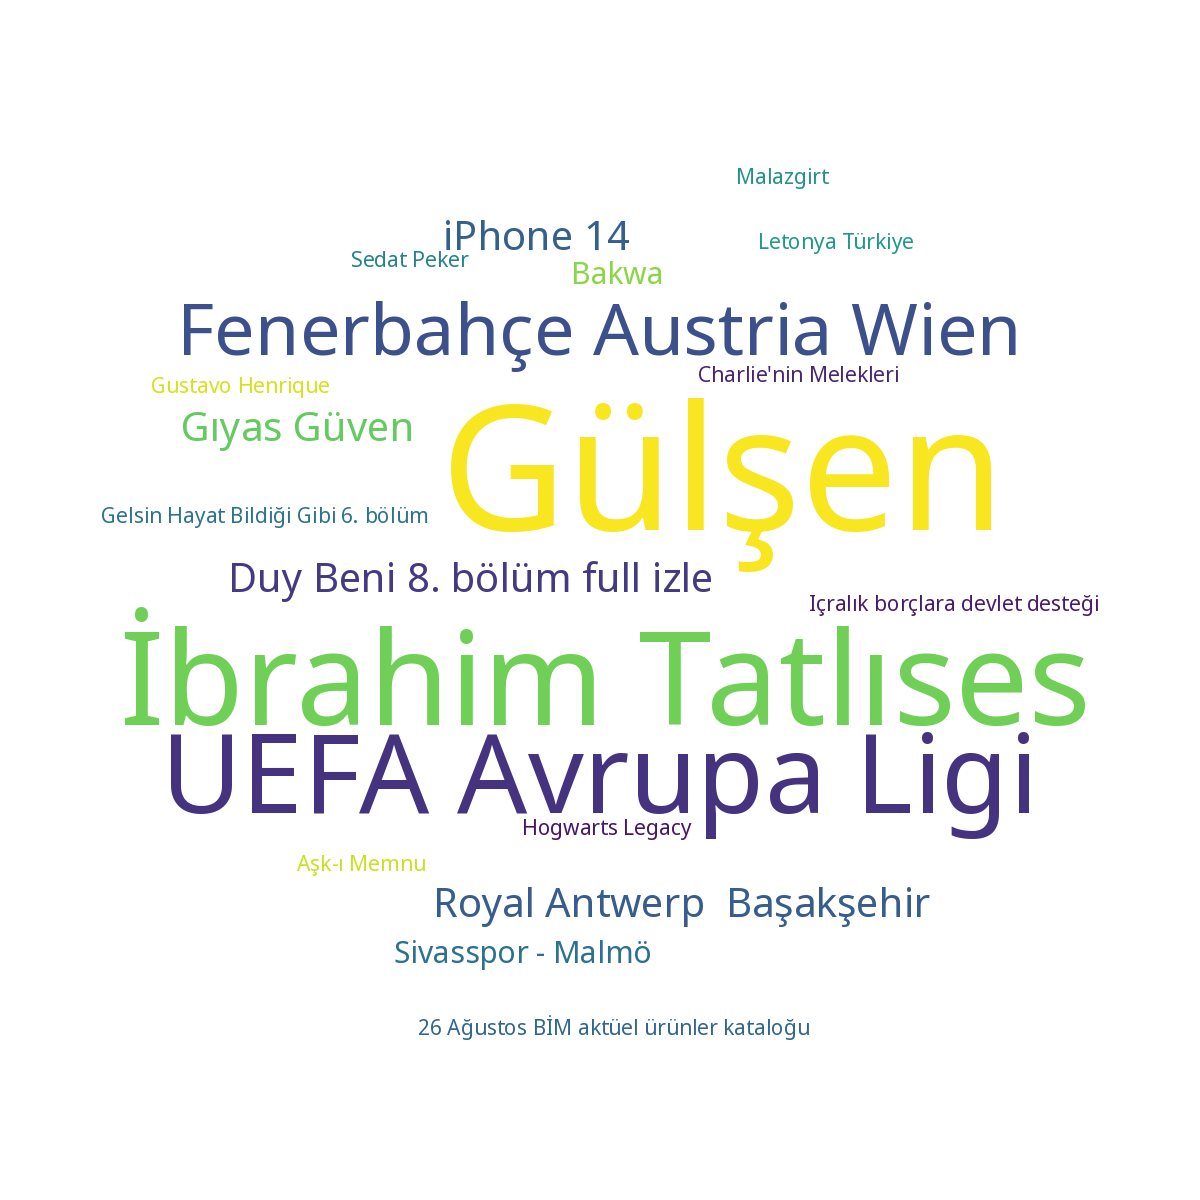 Malazgirt
iPhone 14
Letonya Türkiye
Sedat Peker
Bakwa
Fenerbahçe Austria Wien
Charlie'nin Melekleri
Gustavo Henrique
Gıyas Güven
Gülşen
Gelsin Hayat Bildiği Gibi 6. bölüm
Duy Beni 8. bölüm full izle
Içralık borçlara devlet desteği
İbrahim Tatlıses
UEFA Avrupa Ligi
Hogwarts Legacy
Aşk-ı Memnu
Royal Antwerp  Başakşehir
Sivasspor - Malmö
26 Ağustos BİM aktüel ürünler kataloğu